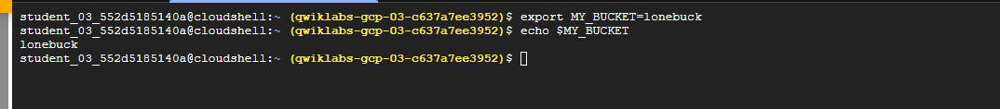 student_03_552d5185140a@cloudshell:~ (qwiklabs-gcp-03-c637a7ee3952)$ export MY_BUCKET=lonebuck
student_03_552d5185140a@cloudshell:~ (qwiklabs-gcp-03-c637a7ee3952)$ echo $MY_BUCKET
lonebuck
student_03_552d5185140a@cloudshell:~ (qwiklabs-gcp-03-c637a7ee3952)$